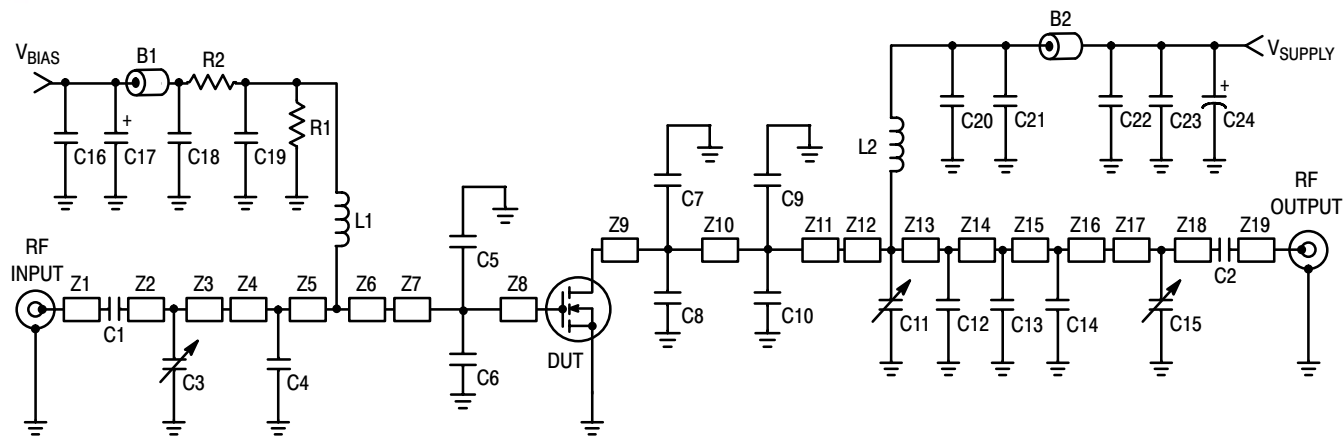 V_BIAS
B1
R2
C16
+
C17
C18
C19
R1
L1
RF
INPUT
Z1
C1
Z2
C3
Z3
Z4
C4
Z5
Z6
Z7
C5
C6
Z8
DUT
Z9
C7
C8
Z10
C9
C10
Z11
Z12
L2
C20
C21
B2
C22
C23
+
C24
V_SUPPLY
Z13
C11
Z14
C12
Z15
C13
Z16
C14
Z17
C15
Z18
C2
Z19
RF
OUTPUT